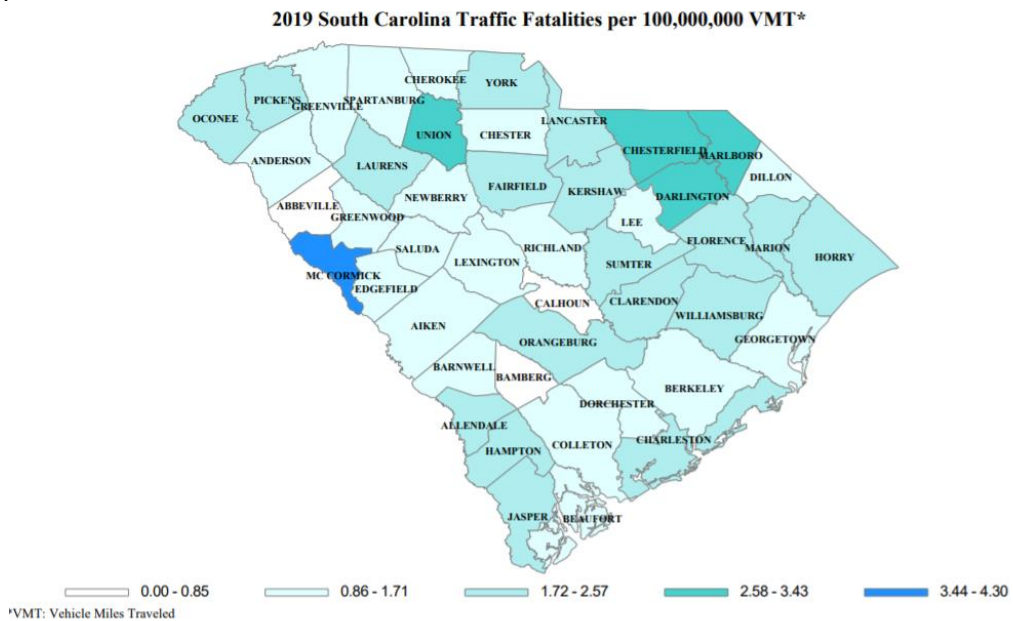 2019 South Carolina Traffic Fatalities per 100,000,000 VMT*
CHEROKEE
YORK
SPARTANBURG
PICKENS
GREENVILLE
OCONEE
LANCASTER
UNION
CHESTER
CHESTERFIELD
MARLBORO
ANDERSON
LAURENS
DILLON
FAIRFIELD
KERSHAW
NEWBERRY
DARLINGTON
ABBEVILLE
GREENWOOD
LEE
FLORENCE
MARION
SALUDA
RICHLAND
LEXINGTON
SUMTER
HORRY
MC CORMICK
EDGEFIELD
CALHOUN
CLARENDON
WILLIAMSBURG
AIKEN
ORANGEBURG
GEORGETOWN
BARNWELL
BAMBERG
BERKELEY
DORCHESTER
ALLENDALE
CHARLESTON
COLLETON
HAMPTON
JASPER
BEAUFORT
0.00 - 0.85
0.86 - 1.71
1.72 - 2.57
2.58 - 3.43
3.44 - 4.30
*VMT: Vehicle Miles Traveled